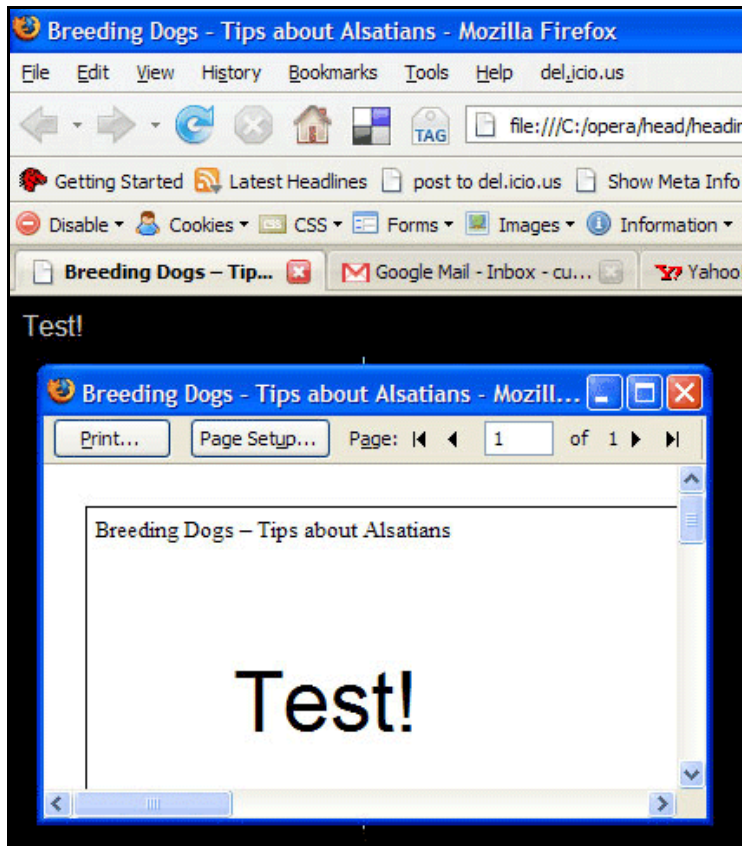 Breeding Dogs - Tips about Alsatians - Mozilla Firefox
File Edit View History Bookmarks Tools Help del.icio.us
TAG file:///C:/opera/head/headin
Getting Started Latest Headlines post to del.icio.us Show Meta Info
Disable Cookies CSS CSS Forms Images Information
Breeding Dogs – Tip... Google Mail - Inbox - cu... Y? Yahoo
Test!
Breeding Dogs - Tips about Alsatians - Mozill...
Print... Page Setup... Page: 1 of 1
Breeding Dogs – Tips about Alsatians
Test!